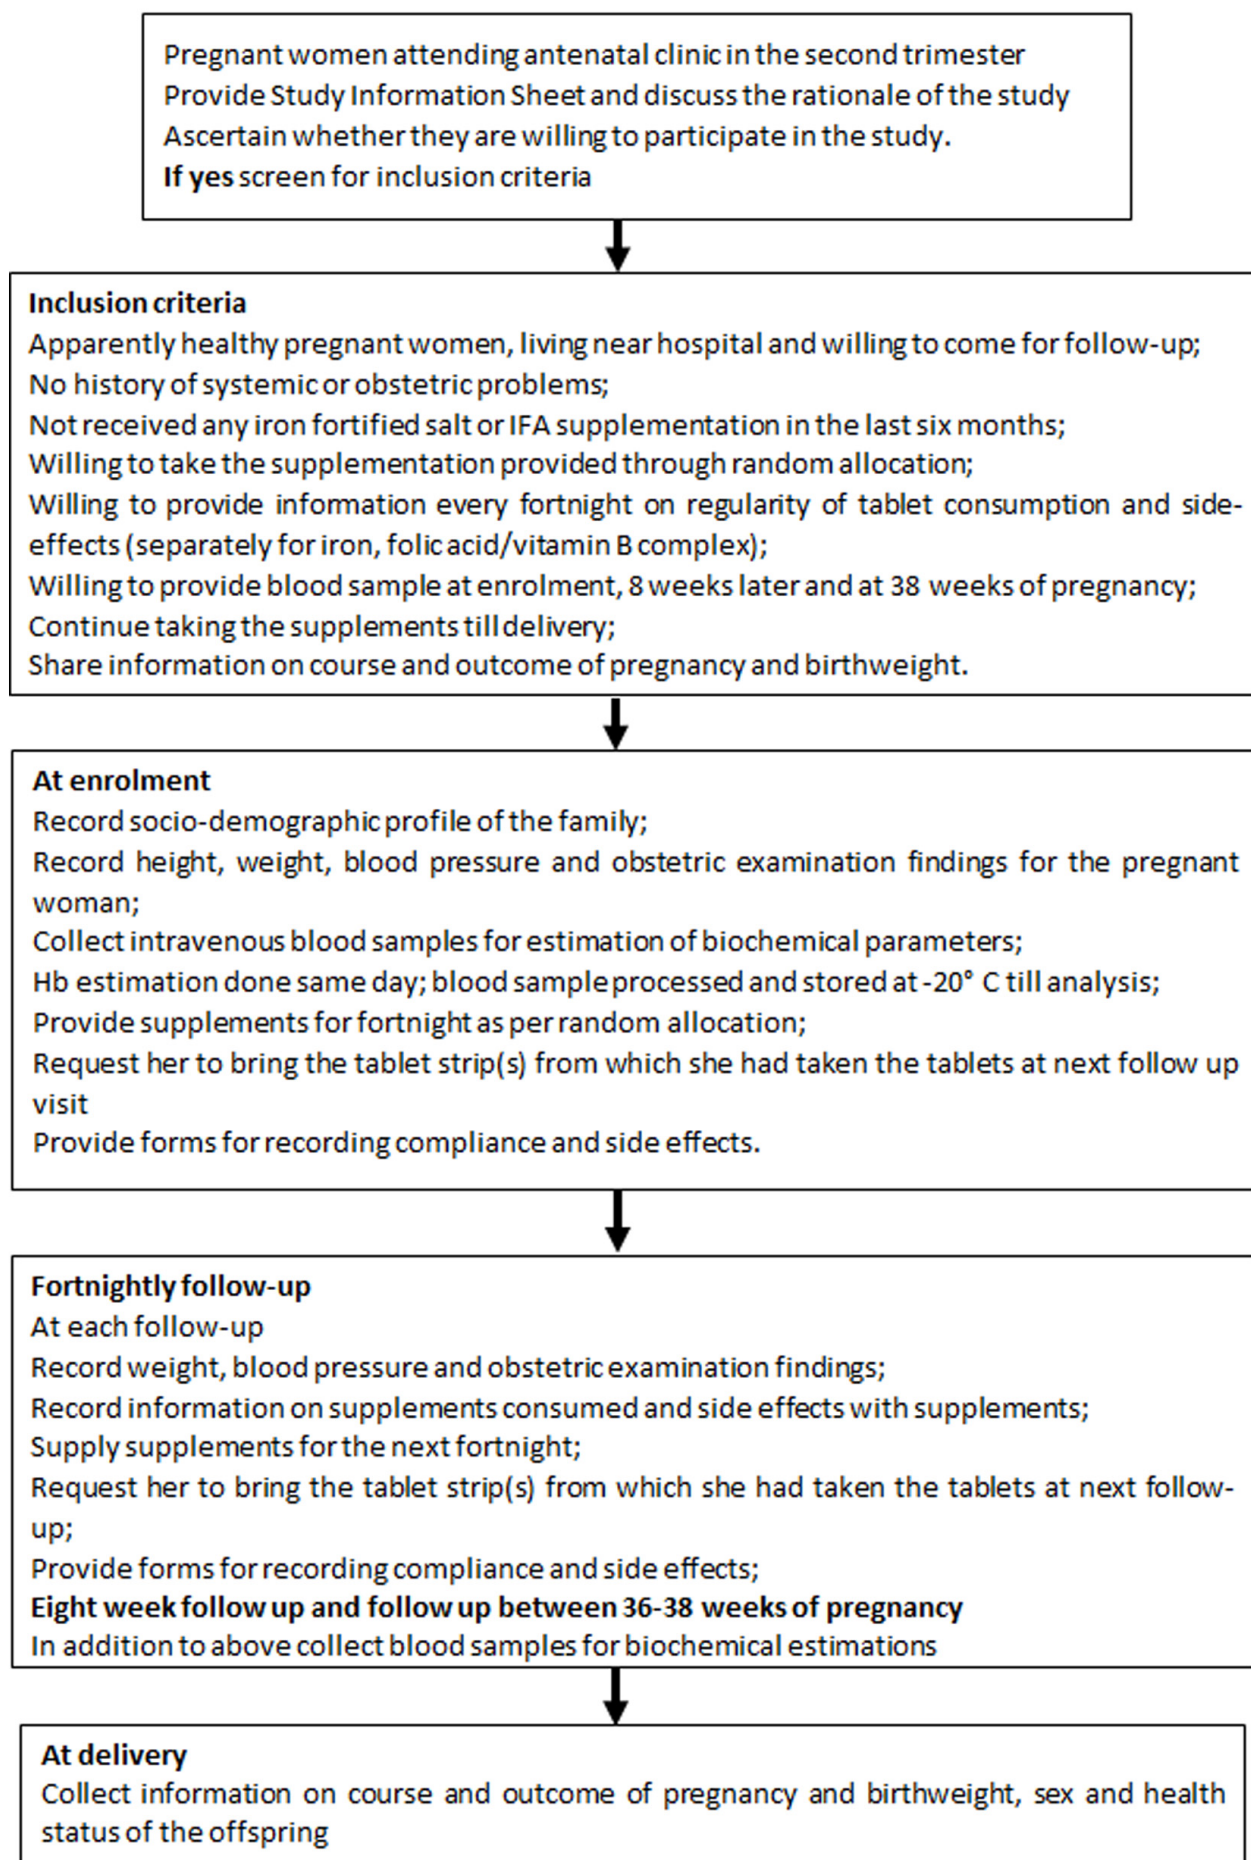 Pregnant women attending antenatal clinic in the second trimester
Provide Study Information Sheet and discuss the rationale of the study
Ascertain whether they are willing to participate in the study.
If yes screen for inclusion criteria
Inclusion criteria
Apparently healthy pregnant women, living near hospital and willing to come for follow-up;
No history of systemic or obstetric problems;
Not received any iron fortified salt or IFA supplementation in the last six months;
Willing to take the supplementation provided through random allocation;
Willing to provide information every fortnight on regularity of tablet consumption and side-
effects (separately for iron, folic acid/vitamin B complex);
Willing to provide blood sample at enrolment, 8 weeks later and at 38 weeks of pregnancy;
Continue taking the supplements till delivery;
Share information on course and outcome of pregnancy and birthweight.
At enrolment
Record socio-demographic profile of the family;
Record height, weight, blood pressure and obstetric examination findings for the pregnant
woman;
Collect intravenous blood samples for estimation of biochemical parameters;
Hb estimation done same day; blood sample processed and stored at -20° C till analysis;
Provide supplements for fortnight as per random allocation;
Request her to bring the tablet strip(s) from which she had taken the tablets at next follow up
visit
Provide forms for recording compliance and side effects.
Fortnightly follow-up
At each follow-up
Record weight, blood pressure and obstetric examination findings;
Record information on supplements consumed and side effects with supplements;
Supply supplements for the next fortnight;
Request her to bring the tablet strip(s) from which she had taken the tablets at next follow-
up;
Provide forms for recording compliance and side effects;
Eight week follow up and follow up between 36-38 weeks of pregnancy
In addition to above collect blood samples for biochemical estimations
At delivery
Collect information on course and outcome of pregnancy and birthweight, sex and health
status of the offspring